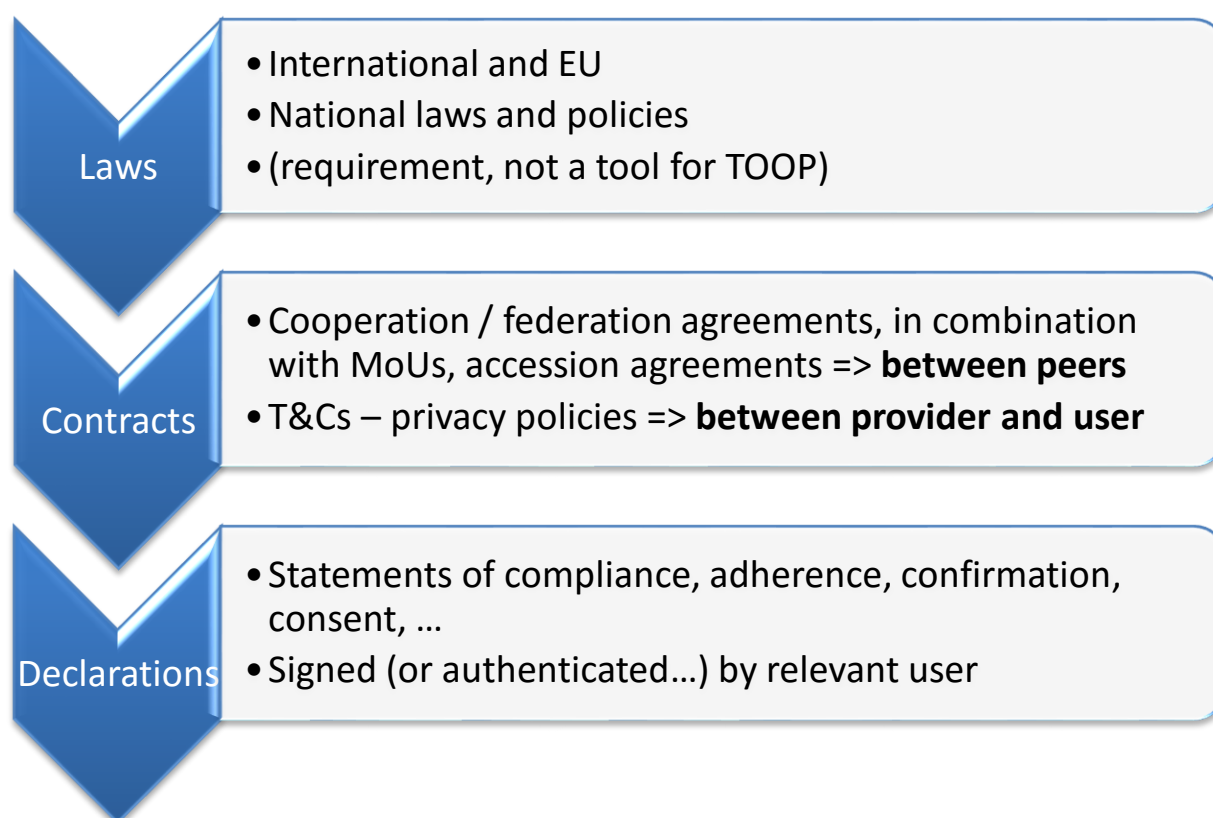 Laws
• International and EU
• National laws and policies
• (requirement, not a tool for TOOP)
Contracts
• Cooperation / federation agreements, in combination
with MoUs, accession agreements => between peers
• T&Cs – privacy policies => between provider and user
Declarations
• Statements of compliance, adherence, confirmation,
consent, …
• Signed (or authenticated…) by relevant user